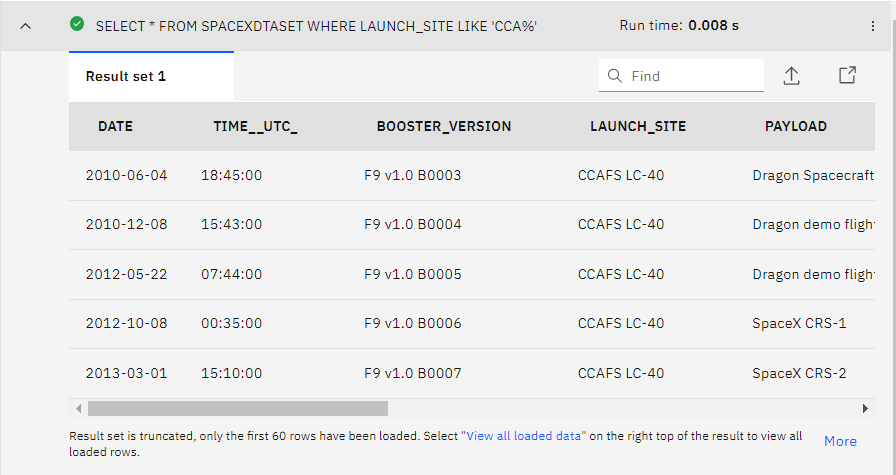 SELECT * FROM SPACEXDTASET WHERE LAUNCH_SITE LIKE 'CCA%' Run time: 0.008 s
Result set 1 Find
DATE TIME__UTC_ BOOSTER_VERSION LAUNCH_SITE PAYLOAD
2010-06-04 18:45:00 F9 v1.0 B0003 CCAFS LC-40 Dragon Spacecraft
2010-12-08 15:43:00 F9 v1.0 B0004 CCAFS LC-40 Dragon demo flight
2012-05-22 07:44:00 F9 v1.0 B0005 CCAFS LC-40 Dragon demo flight
2012-10-08 00:35:00 F9 v1.0 B0006 CCAFS LC-40 SpaceX CRS-1
2013-03-01 15:10:00 F9 v1.0 B0007 CCAFS LC-40 SpaceX CRS-2
Result set is truncated, only the first 60 rows have been loaded. Select "View all loaded data" on the right top of the result to view all
loaded rows. More